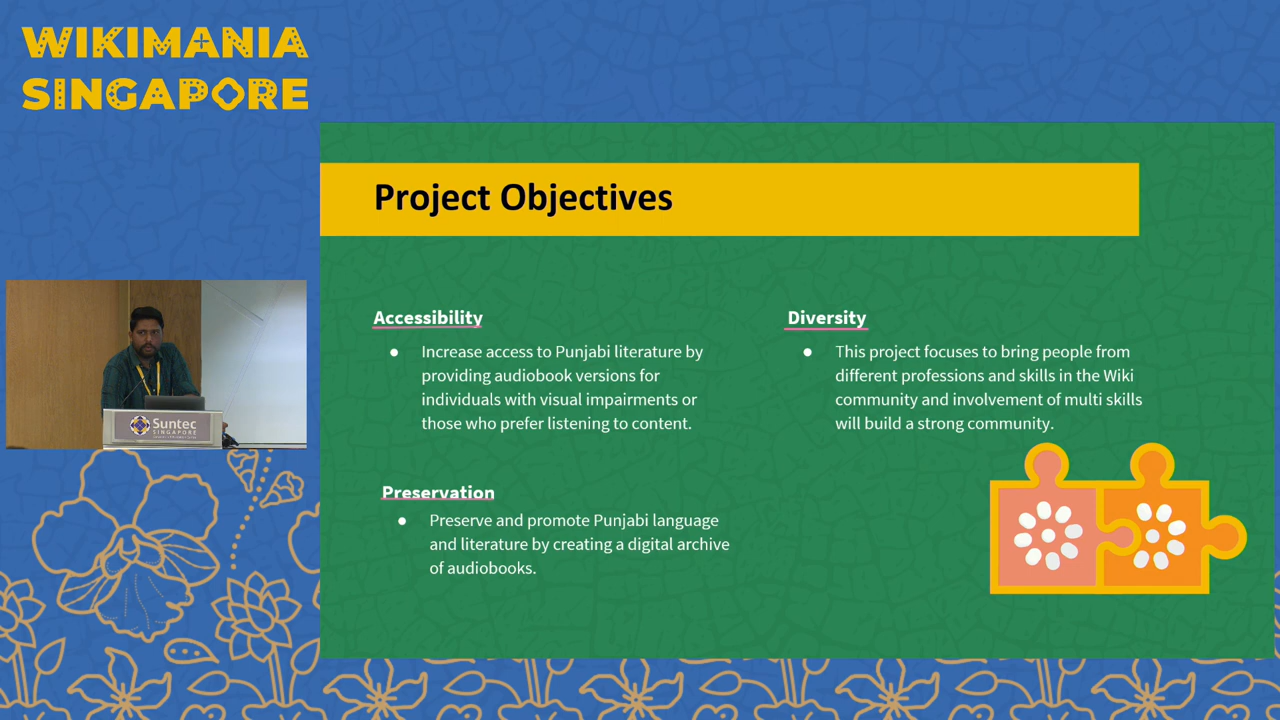 WIKIMANIA
SINGAPORE
Project Objectives
Accessibility
● Increase access to Punjabi literature by
providing audiobook versions for
individuals with visual impairments or
those who prefer listening to content.
Preservation
● Preserve and promote Punjabi language
and literature by creating a digital archive
of audiobooks.
Diversity
● This project focuses to bring people from
different professions and skills in the Wiki
community and involvement of multi skills
will build a strong community.
Suntec
SINGAPORE